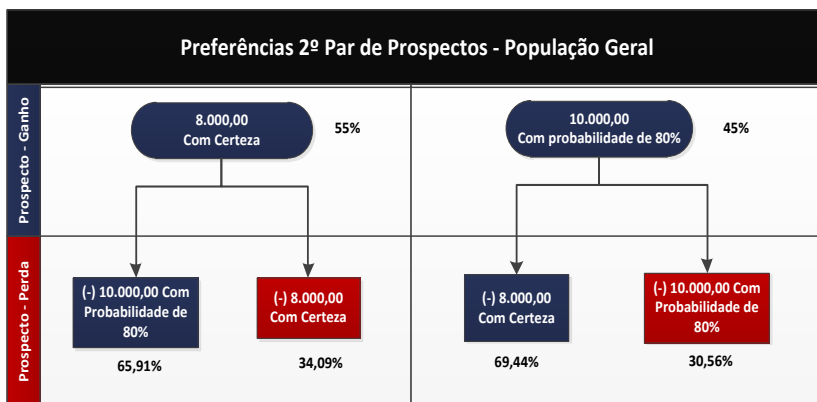 Preferências 2º Par de Prospectos - População Geral
Prospecto - Ganho
8.000,00
Com Certeza
55%
10.000,00
Com probabilidade de 80%
45%
Prospecto - Perda
(-) 10.000,00 Com
Probabilidade de
80%
65,91%
(-) 8.000,00
Com Certeza
34,09%
(-) 8.000,00
Com Certeza
69,44%
(-) 10.000,00 Com
Probabilidade de
80%
30,56%